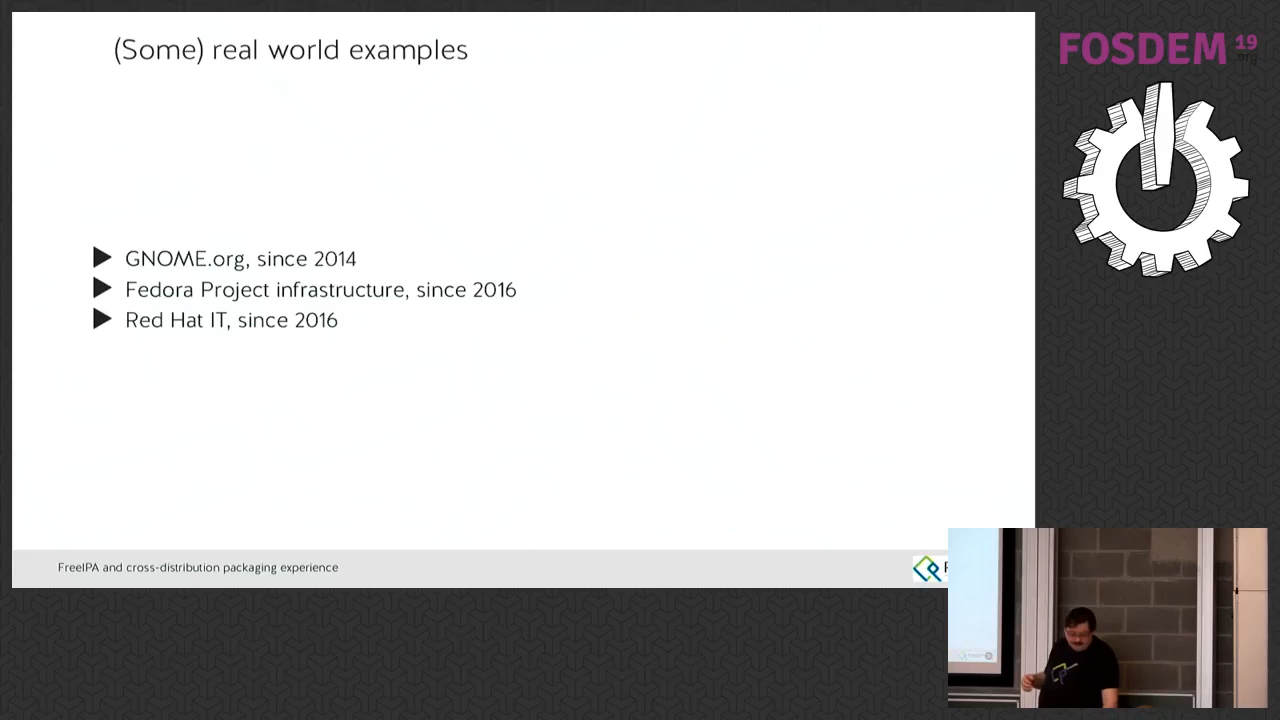 (Some) real world examples
FOSDEM 19
.org
GNOME.org, since 2014
Fedora Project infrastructure, since 2016
Red Hat IT, since 2016
FreeIPA and cross-distribution packaging experience